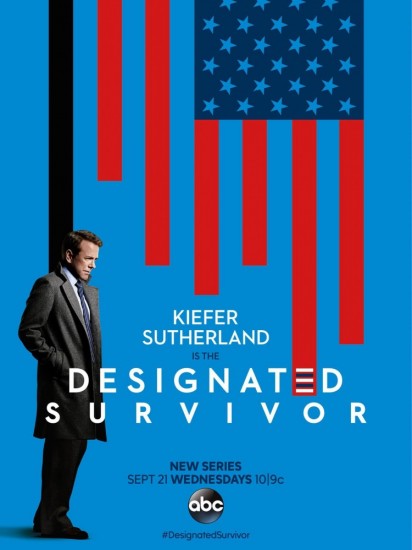 KIEFER
SUTHERLAND
IS THE
DESIGNATED
SURVIVOR
NEW SERIES
SEPT 21 WEDNESDAYS 10|9c
abc
#DesignatedSurvivor